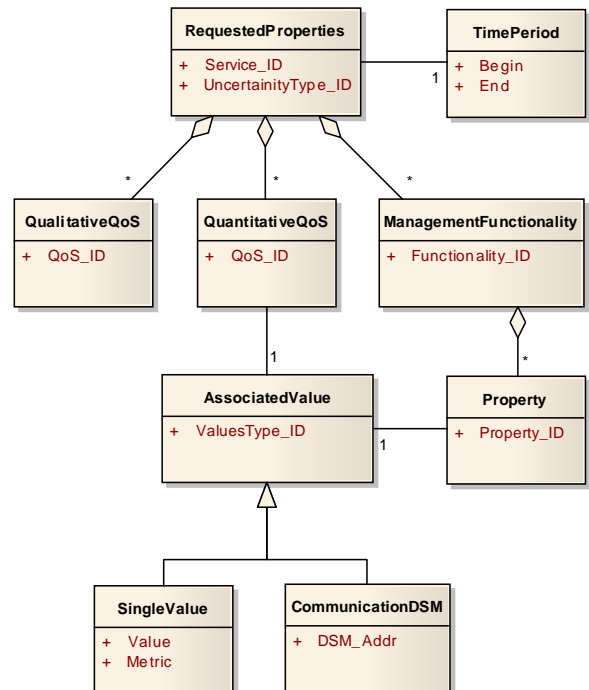 RequestedProperties
+ Service_ID
+ UncertainityType_ID
TimePeriod
+ Begin
+ End
1
*
*
*
QualitativeQoS
+ QoS_ID
QuantitativeQoS
+ QoS_ID
ManagementFunctionality
+ Functionality_ID
1
*
AssociatedValue
+ ValuesType_ID
1
Property
+ Property_ID
SingleValue
+ Value
+ Metric
CommunicationDSM
+ DSM_Addr